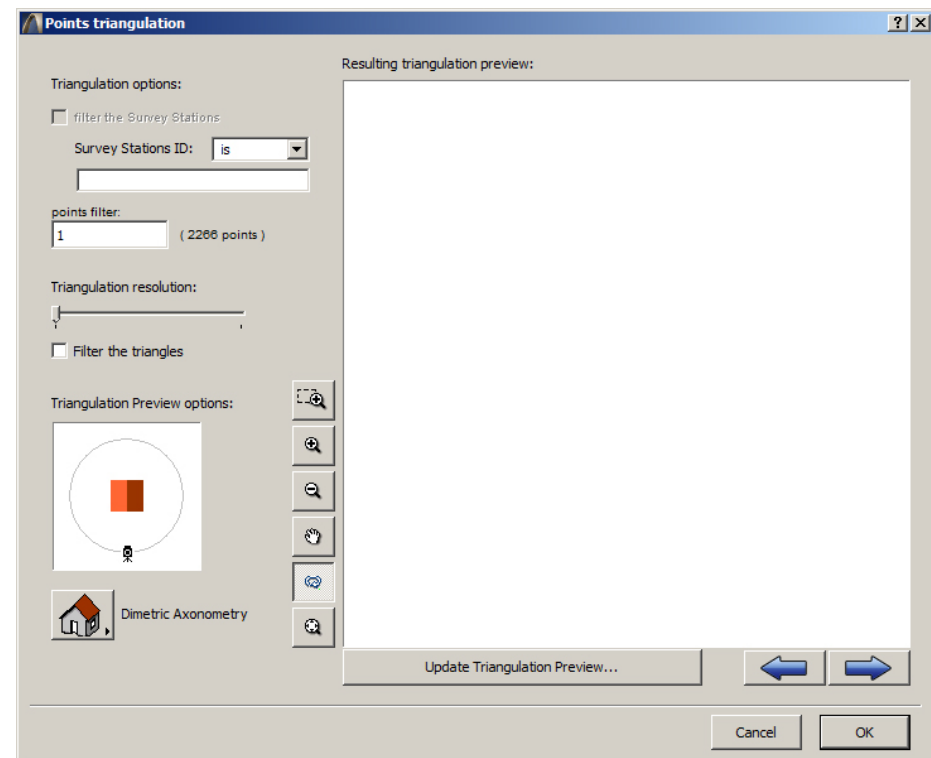 Points triangulation
Resulting triangulation preview:
Triangulation options:
filter the Survey Stations
Survey Stations ID: is
points filter:
1 ( 2266 points )
Triangulation resolution:
Filter the triangles
Triangulation Preview options:
Dimetric Axonometry
Update Triangulation Preview...
Cancel OK